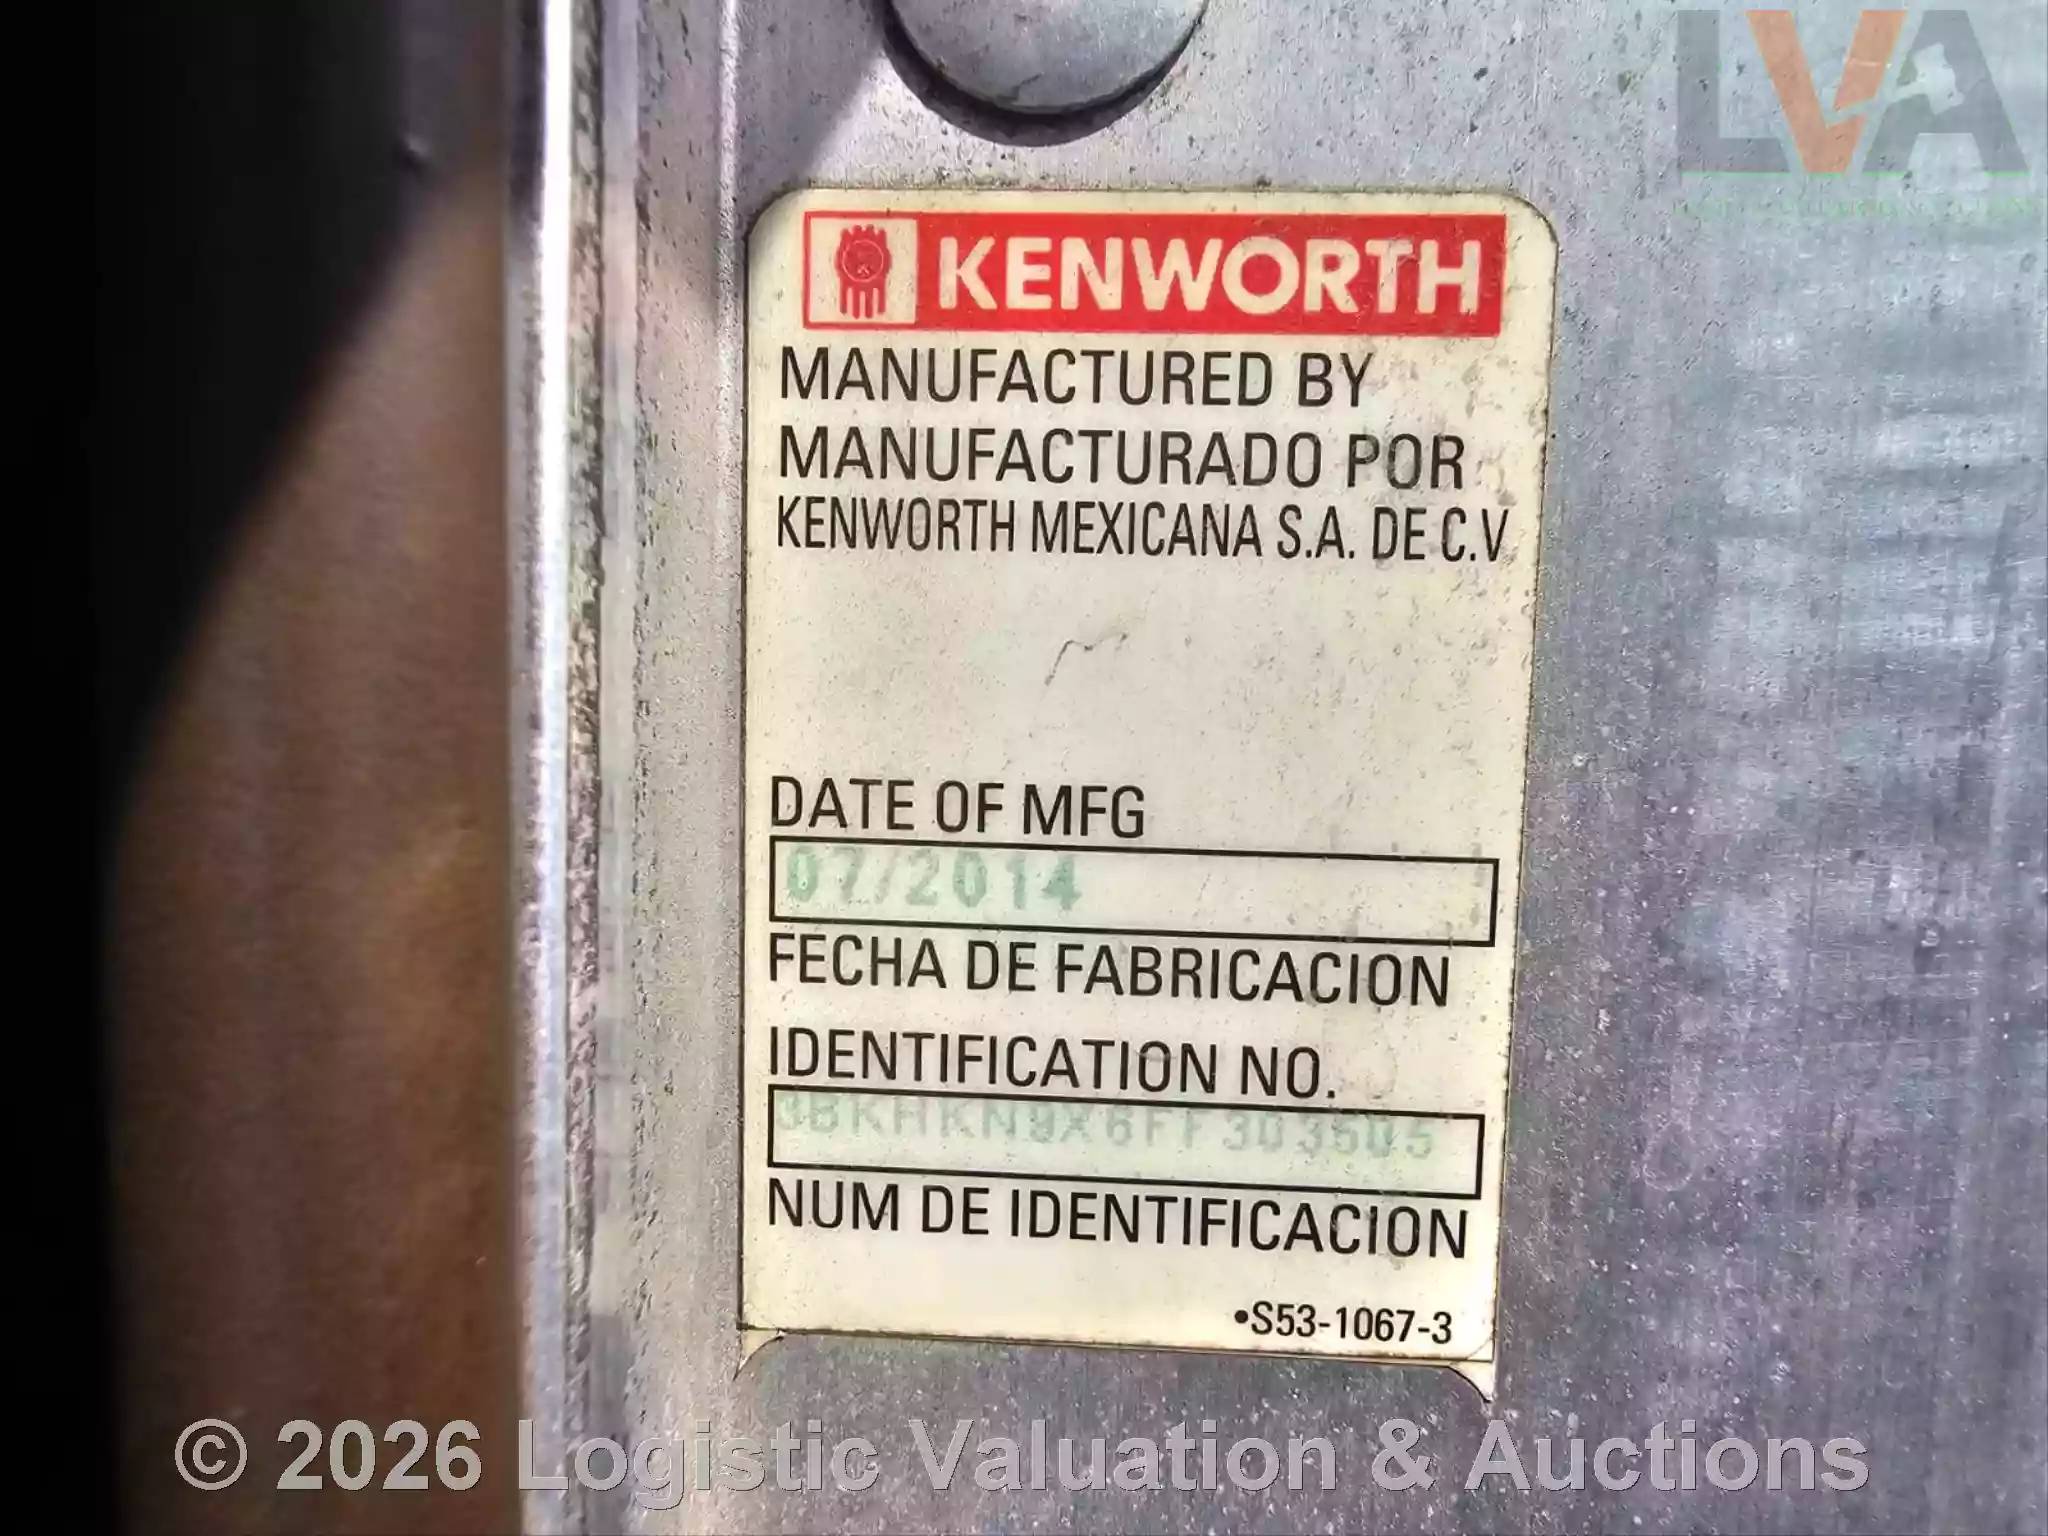 LVA
KENWORTH
MANUFACTURED BY
MANUFACTURADO POR
KENWORTH MEXICANA S.A. DE C.V
DATE OF MFG
07/2014
FECHA DE FABRICACION
IDENTIFICATION NO.
3BKHKN9X6FF303505
NUM DE IDENTIFICACION
•S53-1067-3
© 2026 Logistic Valuation & Auctions